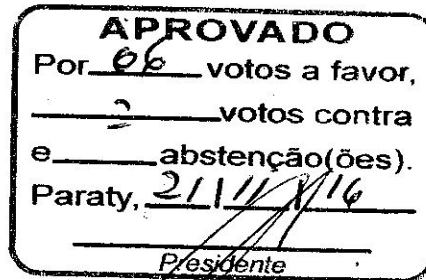 APROVADO
Por 06 votos a favor,
2 votos contra
e abstenção(ões).
Paraty, 21/11/16
Presidente